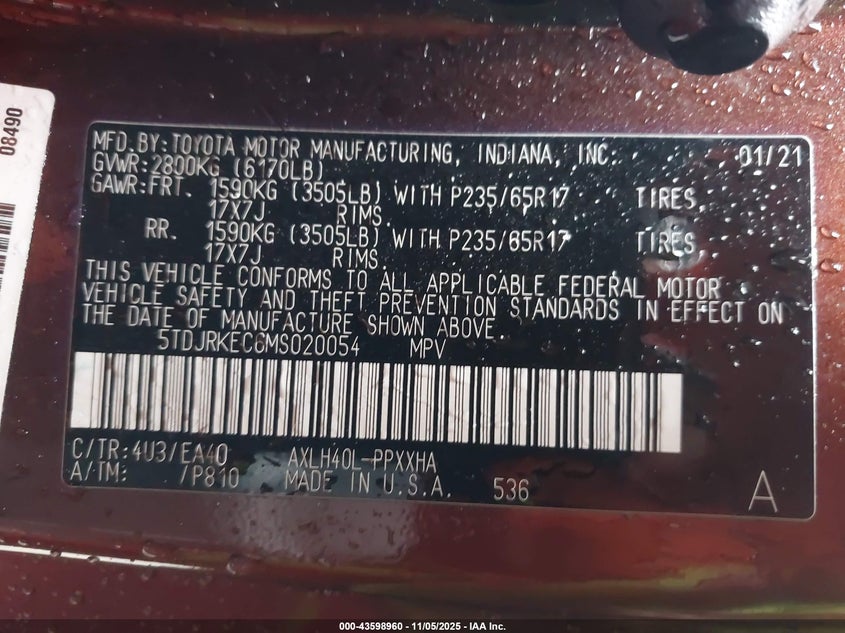 08490
MFD.BY:TOYOTA MOTOR MANUFACTURING, INDIANA, INC. 01/21
GVWR:2800KG (6170LB)
GAWR:FRT. 1590KG (3505LB) WITH P235/65R17 TIRES,
17X7J RIMS.
RR. 1590KG (3505LB) WITH P235/65R17 TIRES,
17X7J RIMS.
THIS VEHICLE CONFORMS TO ALL APPLICABLE FEDERAL MOTOR
VEHICLE SAFETY AND THEFT PREVENTION STANDARDS IN EFFECT ON
THE DATE OF MANUFACTURE SHOWN ABOVE.
5TDJRKEC6MS020054 MPV
C/TR:4U3/EA40 AXLH40L-PPXXHA
A/TM: /P810 MADE IN U.S.A. 536
A
000-43598960 - 11/05/2025 - IAA Inc.